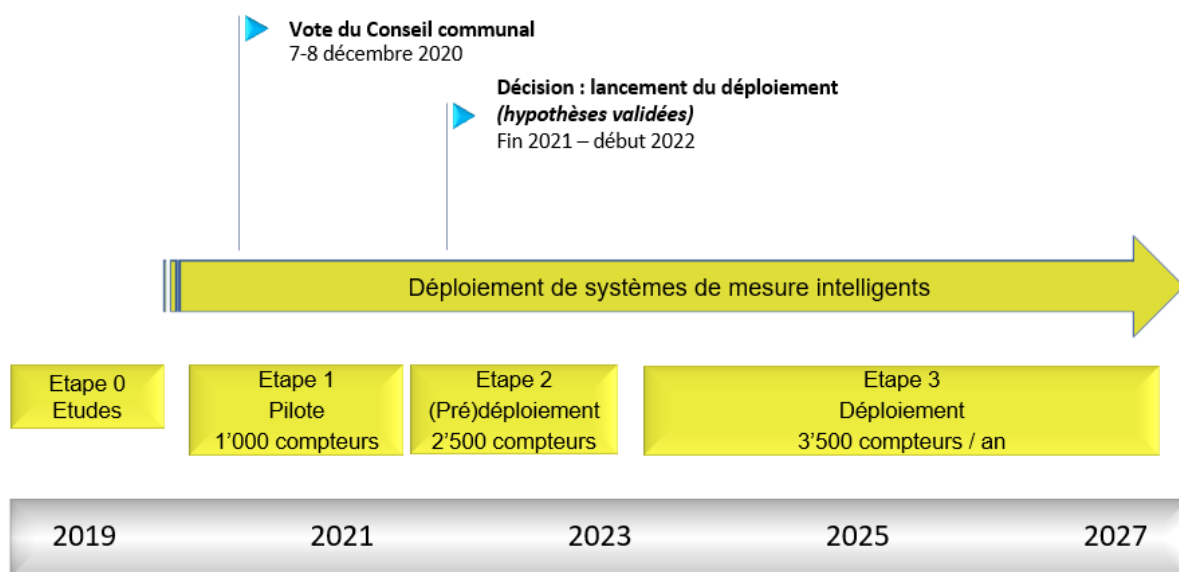 Vote du Conseil communal
7-8 décembre 2020
Décision : lancement du déploiement
(hypothèses validées)
Fin 2021 – début 2022
Déploiement de systèmes de mesure intelligents
Etape 0
Etudes
Etape 1
Pilote
1'000 compteurs
Etape 2
(Pré)déploiement
2'500 compteurs
Etape 3
Déploiement
3'500 compteurs / an
2019
2021
2023
2025
2027